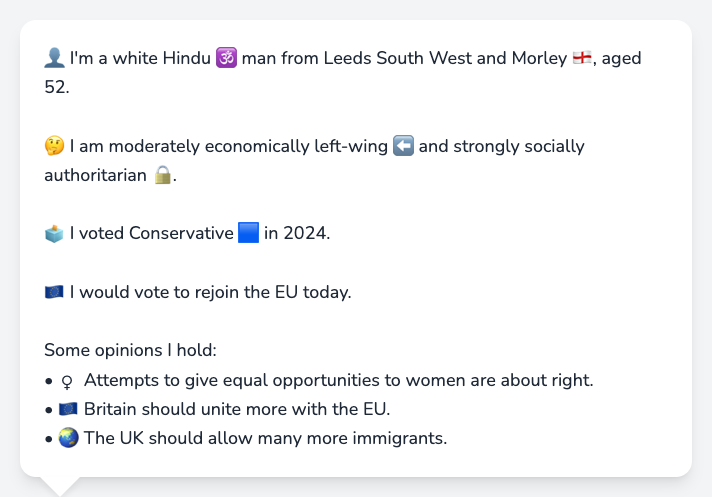 👤 I'm a white Hindu 🕉️ man from Leeds South West and Morley 🏴󠁧󠁢󠁥󠁮󠁧󠁿, aged
52.
🤔 I am moderately economically left-wing ⬅️ and strongly socially
authoritarian 🔒.
🗳️ I voted Conservative 🟦 in 2024.
🇪🇺 I would vote to rejoin the EU today.
Some opinions I hold:
• ♀ Attempts to give equal opportunities to women are about right.
• 🇪🇺 Britain should unite more with the EU.
• 🌏 The UK should allow many more immigrants.